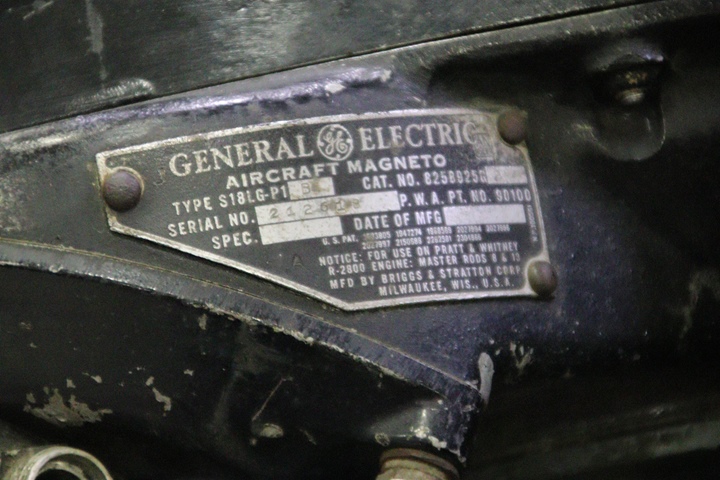 GENERAL GE ELECTRIC
AIRCRAFT MAGNETO
TYPE S18LG-P1 CAT. NO. 8258925G
SERIAL NO. P.W.A. PT. NO. 90100
SPEC. DATE OF MFG
U.S. PAT.
NOTICE: FOR USE ON PRATT & WHITNEY
R-2800 ENGINE: MASTER RODS 8 & 13
MFD BY BRIGGS & STRATTON CORP
MILWAUKEE, WIS., U.S.A.